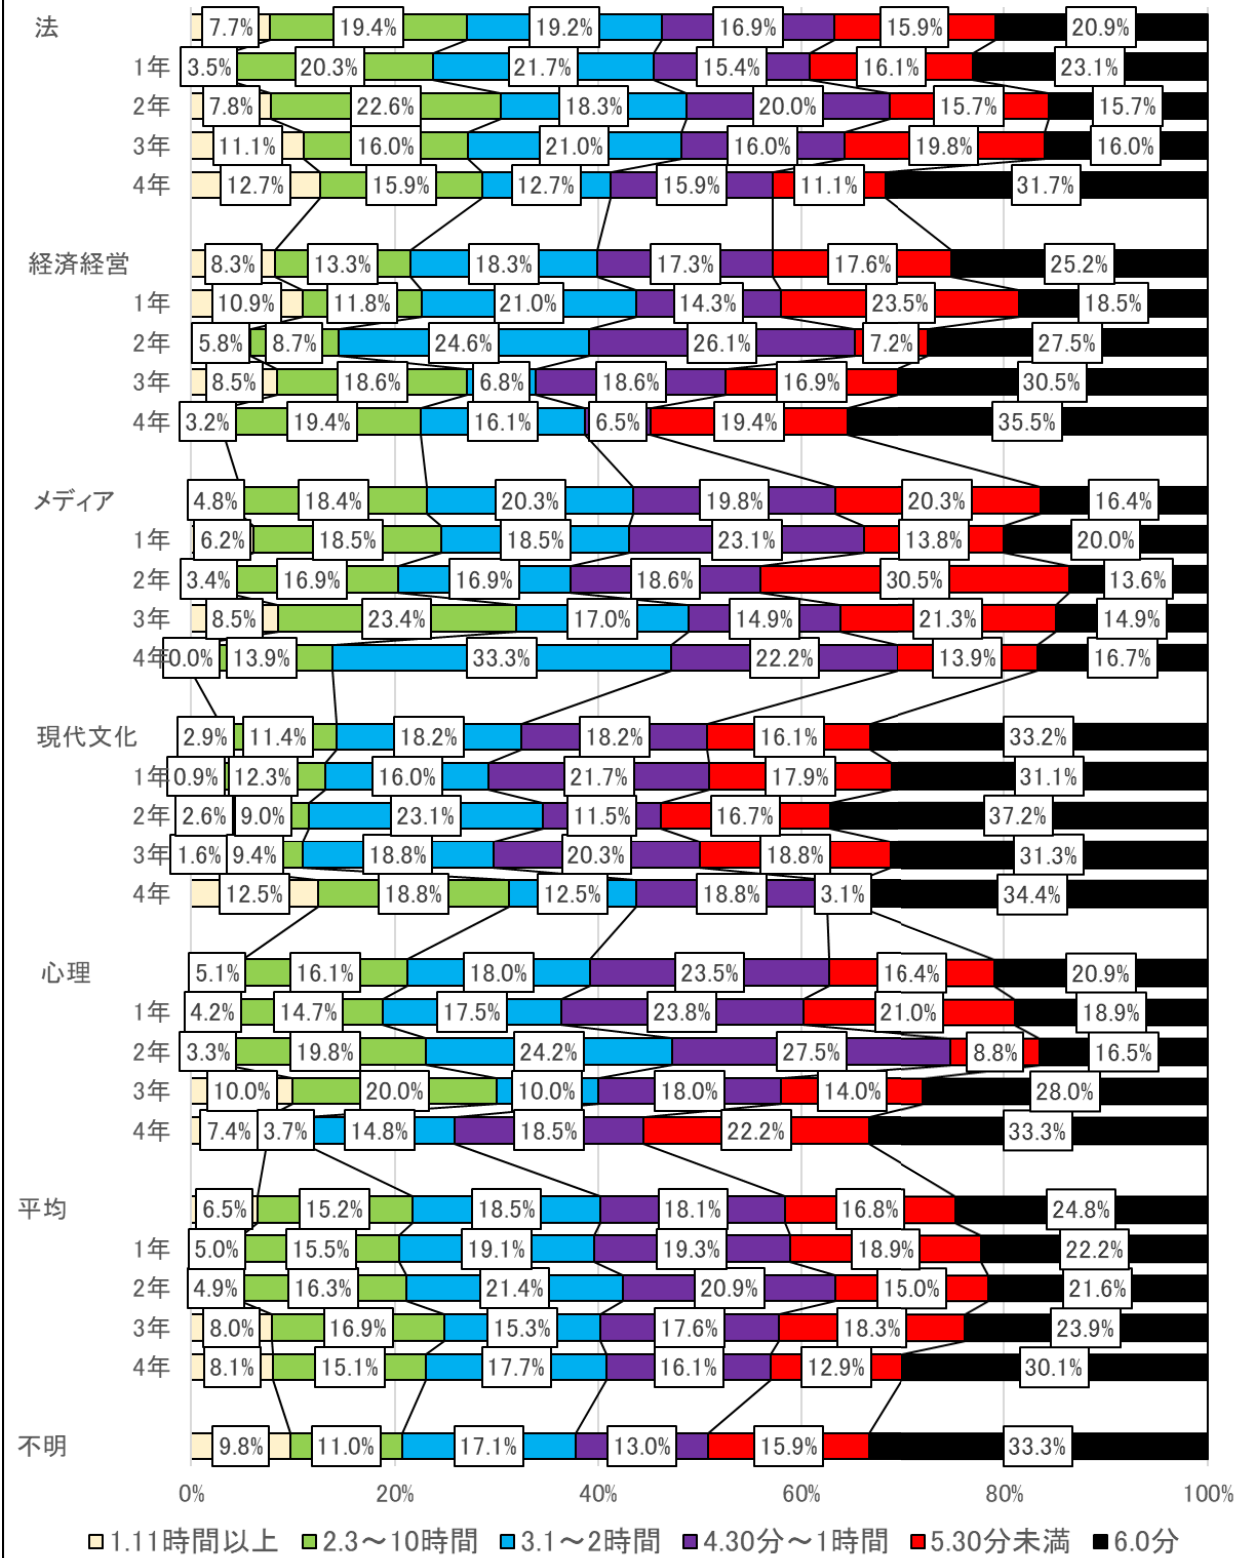 法 7.7% 19.4% 19.2% 16.9% 15.9% 20.9%
1年 3.5% 20.3% 21.7% 15.4% 16.1% 23.1%
2年 7.8% 22.6% 18.3% 20.0% 15.7% 15.7%
3年 11.1% 16.0% 21.0% 16.0% 19.8% 16.0%
4年 12.7% 15.9% 12.7% 15.9% 11.1% 31.7%
経済経営 8.3% 13.3% 18.3% 17.3% 17.6% 25.2%
1年 10.9% 11.8% 21.0% 14.3% 23.5% 18.5%
2年 5.8% 8.7% 24.6% 26.1% 7.2% 27.5%
3年 8.5% 18.6% 6.8% 18.6% 16.9% 30.5%
4年 3.2% 19.4% 16.1% 6.5% 19.4% 35.5%
メディア 4.8% 18.4% 20.3% 19.8% 20.3% 16.4%
1年 6.2% 18.5% 18.5% 23.1% 13.8% 20.0%
2年 3.4% 16.9% 16.9% 18.6% 30.5% 13.6%
3年 8.5% 23.4% 17.0% 14.9% 21.3% 14.9%
4年 0.0% 13.9% 33.3% 22.2% 13.9% 16.7%
現代文化 2.9% 11.4% 18.2% 18.2% 16.1% 33.2%
1年 0.9% 12.3% 16.0% 21.7% 17.9% 31.1%
2年 2.6% 9.0% 23.1% 11.5% 16.7% 37.2%
3年 1.6% 9.4% 18.8% 20.3% 18.8% 31.3%
4年 12.5% 18.8% 12.5% 18.8% 3.1% 34.4%
心理 5.1% 16.1% 18.0% 23.5% 16.4% 20.9%
1年 4.2% 14.7% 17.5% 23.8% 21.0% 18.9%
2年 3.3% 19.8% 24.2% 27.5% 8.8% 16.5%
3年 10.0% 20.0% 10.0% 18.0% 14.0% 28.0%
4年 7.4% 3.7% 14.8% 18.5% 22.2% 33.3%
平均 6.5% 15.2% 18.5% 18.1% 16.8% 24.8%
1年 5.0% 15.5% 19.1% 19.3% 18.9% 22.2%
2年 4.9% 16.3% 21.4% 20.9% 15.0% 21.6%
3年 8.0% 16.9% 15.3% 17.6% 18.3% 23.9%
4年 8.1% 15.1% 17.7% 16.1% 12.9% 30.1%
不明 9.8% 11.0% 17.1% 13.0% 15.9% 33.3%
0% 20% 40% 60% 80% 100%
1.11時間以上 2.3～10時間 3.1～2時間 4.30分～1時間 5.30分未満 6.0分